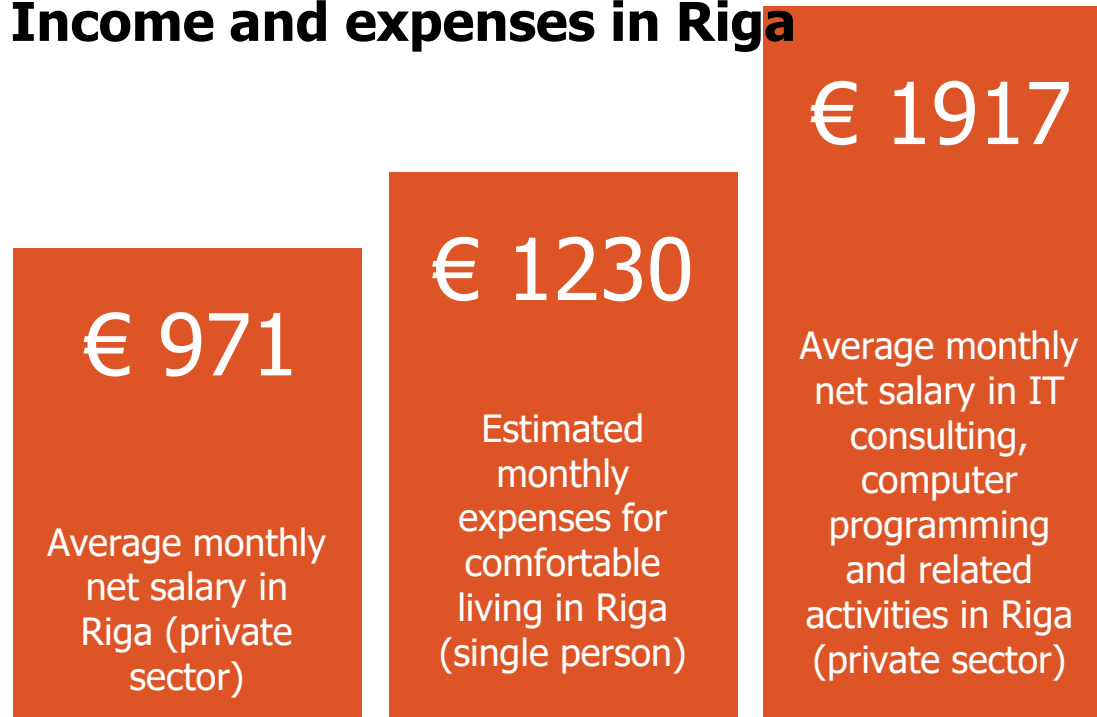 Income and expenses in Riga
€ 971
Average monthly
net salary in
Riga (private
sector)
€ 1230
Estimated
monthly
expenses for
comfortable
living in Riga
(single person)
€ 1917
Average monthly
net salary in IT
consulting,
computer
programming
and related
activities in Riga
(private sector)